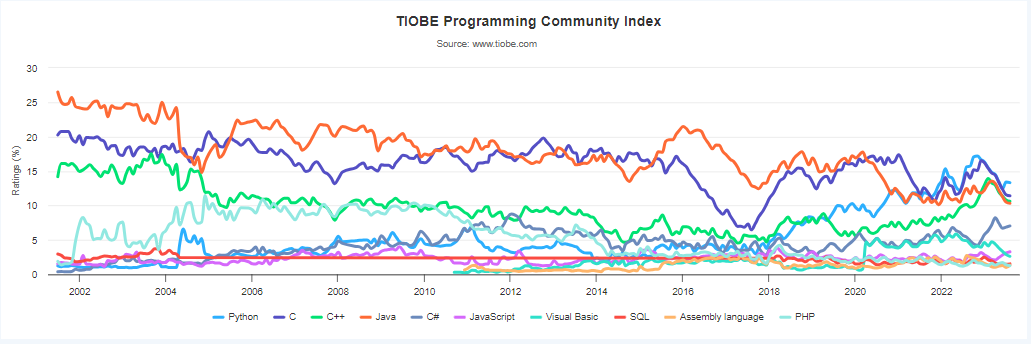 TIOBE Programming Community Index
Source: www.tiobe.com
30
25
20
15
10
5
0
Ratings (%)
2002 2004 2006 2008 2010 2012 2014 2016 2018 2020 2022
Python C C++ Java C# JavaScript Visual Basic SQL Assembly language PHP